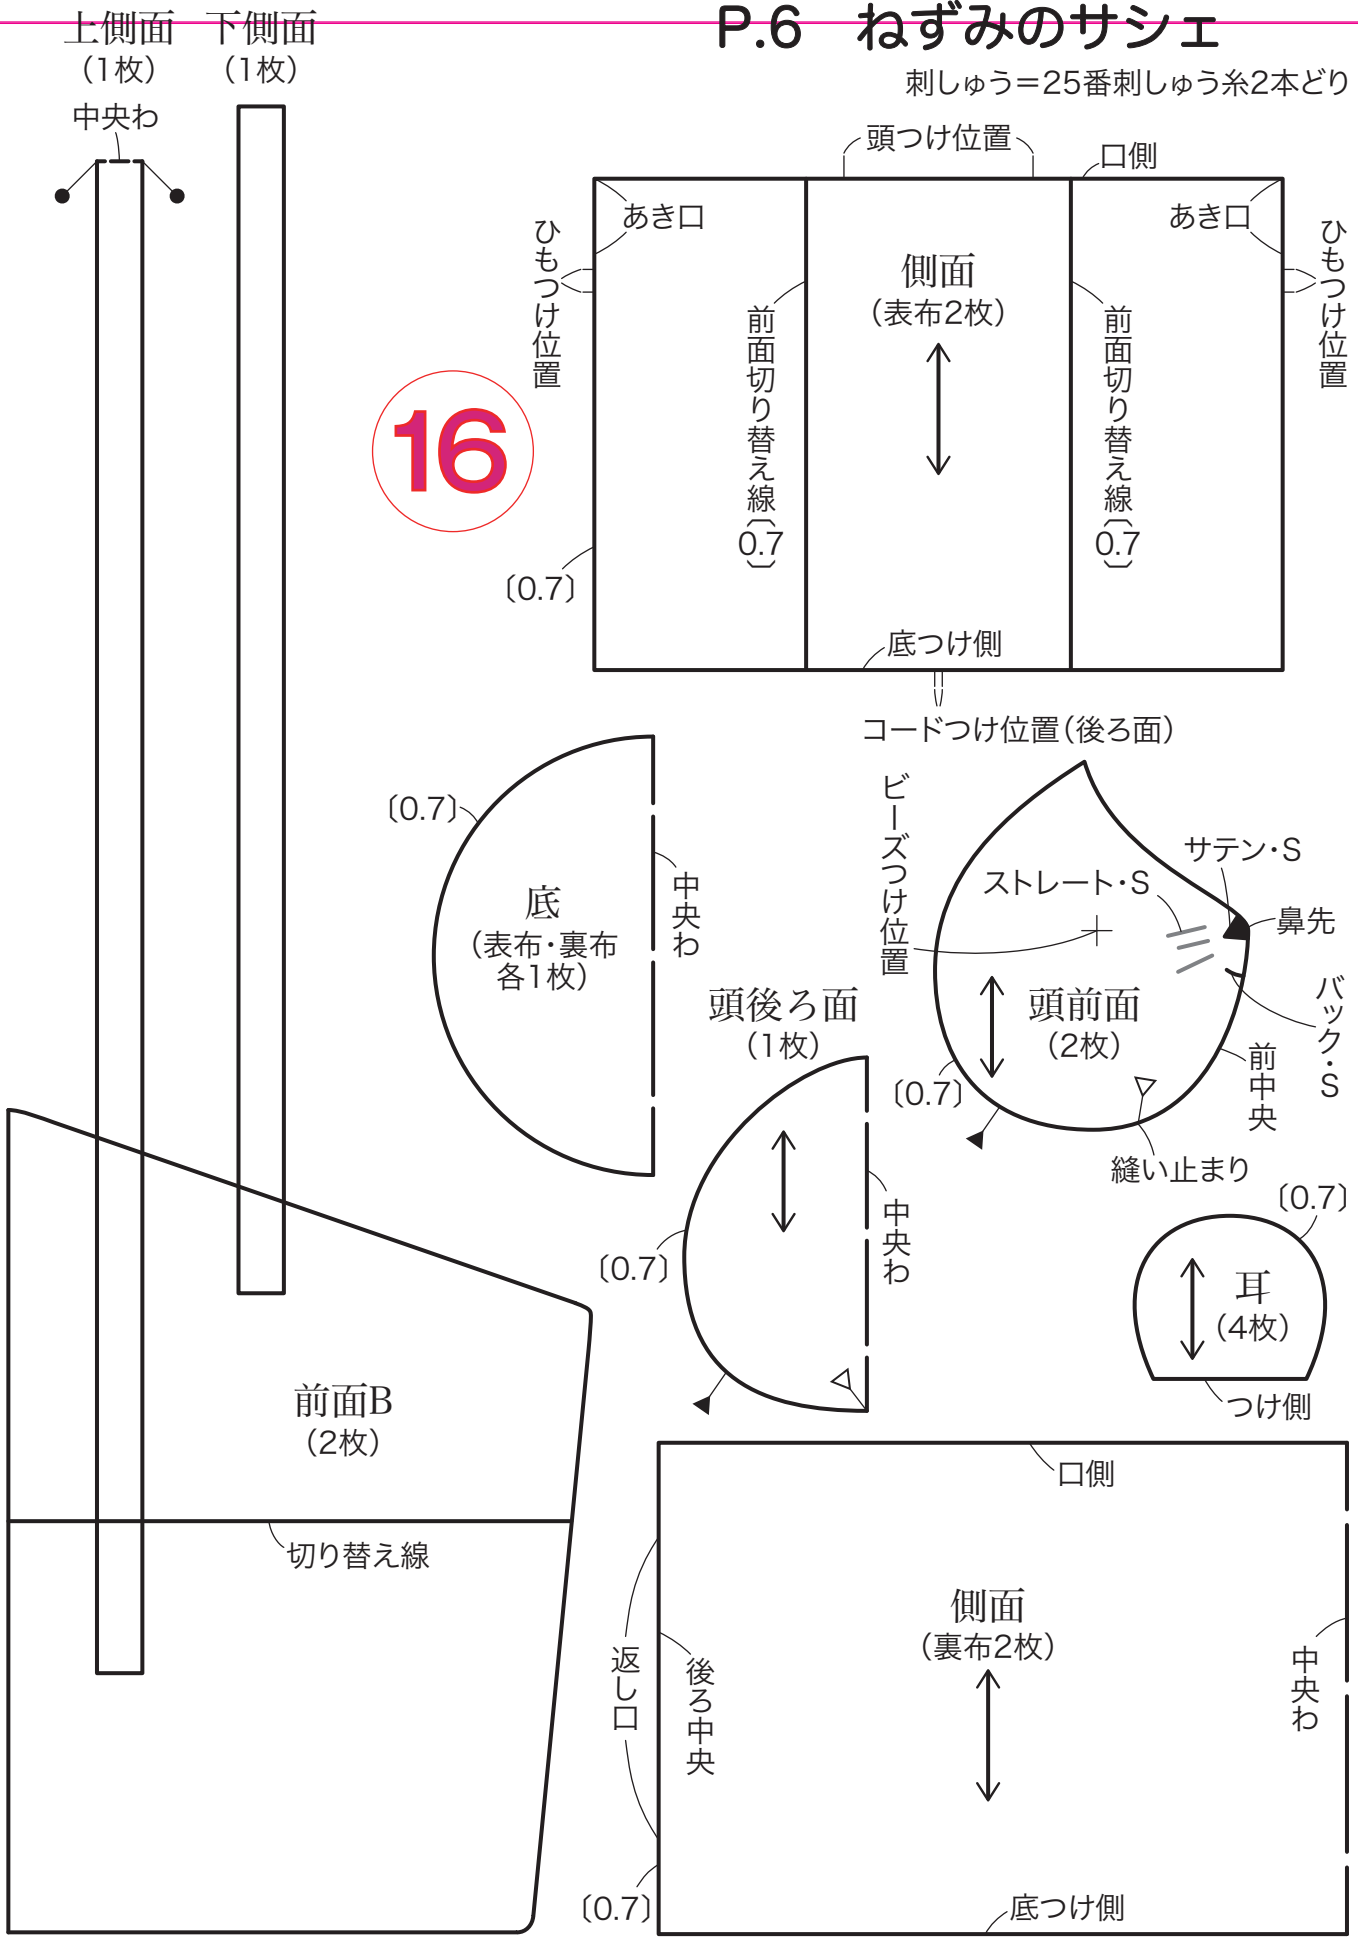 P.6 ねずみのサシェ
刺しゅう＝25番刺しゅう糸2本どり
上側面
（1枚）
中央わ
下側面
（1枚）
頭つけ位置
口側
あき口
あき口
ひもつけ位置
ひもつけ位置
側面
（表布2枚）
前面切り替え線〔0.7〕
前面切り替え線〔0.7〕
16
〔0.7〕
底つけ側
コードつけ位置（後ろ面）
〔0.7〕
底
（表布・裏布
各1枚）
中央わ
ビーズつけ位置
ストレート・S
サテン・S
鼻先
バック・S
頭前面
（2枚）
〔0.7〕
前中央
縫い止まり
頭後ろ面
（1枚）
〔0.7〕
中央わ
〔0.7〕
耳
（4枚）
つけ側
前面B
（2枚）
切り替え線
口側
側面
（裏布2枚）
返し口
後ろ中央
中央わ
〔0.7〕
底つけ側